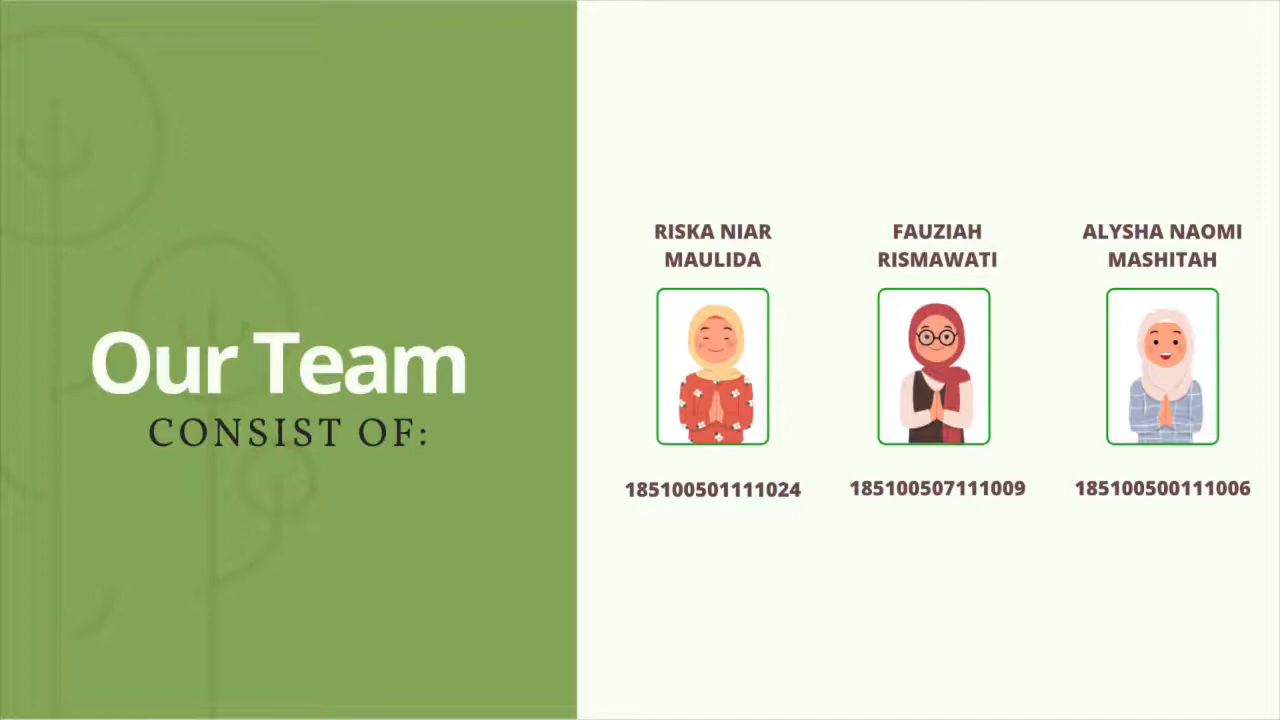 Our Team
CONSIST OF:
RISKA NIAR
MAULIDA
185100501111024
FAUZIAH
RISMAWATI
185100507111009
ALYSHA NAOMI
MASHITAH
185100500111006